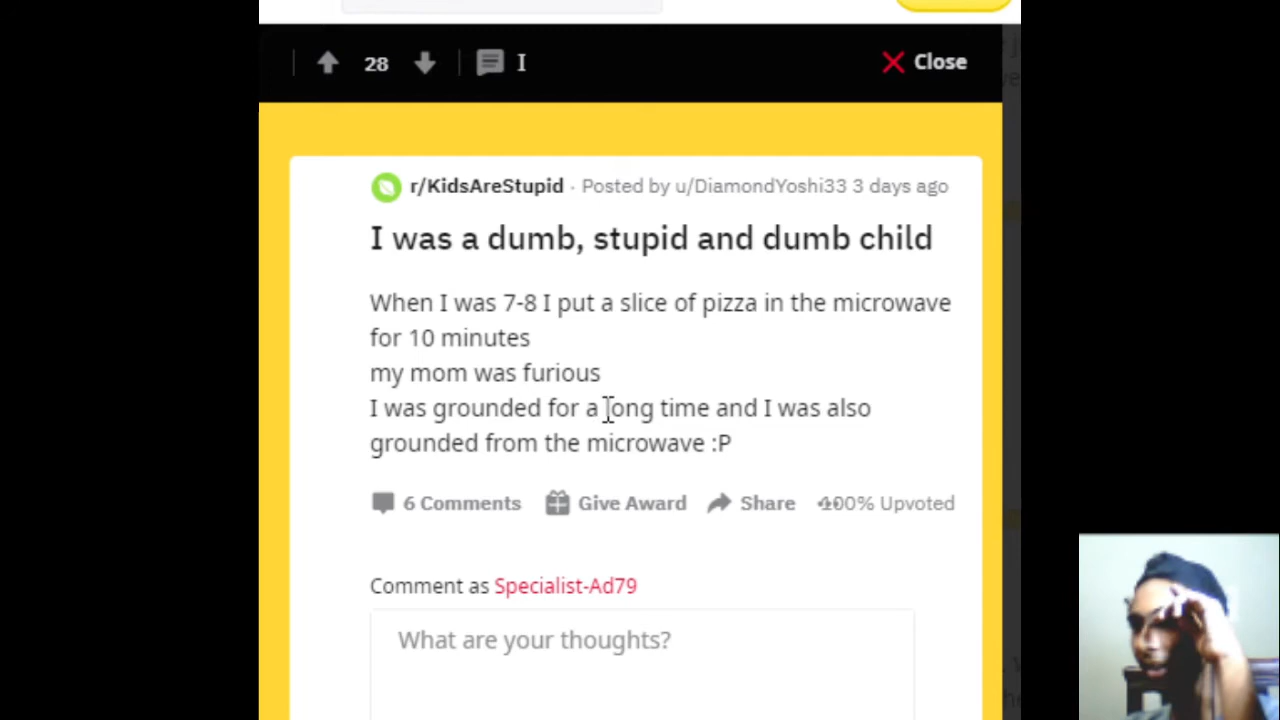 28 I Close
r/KidsAreStupid · Posted by u/DiamondYoshi33 3 days ago
I was a dumb, stupid and dumb child
When I was 7-8 I put a slice of pizza in the microwave
for 10 minutes
my mom was furious
I was grounded for a long time and I was also
grounded from the microwave :P
6 Comments Give Award Share 100% Upvoted
Comment as Specialist-Ad79
What are your thoughts?